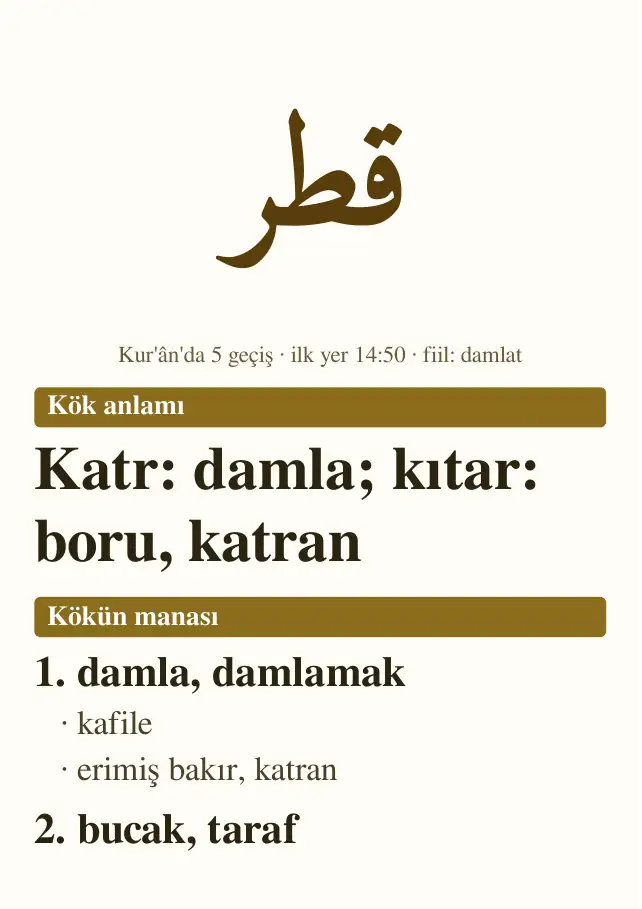 قطر
Kur'ân'da 5 geçiş · ilk yer 14:50 · fiil: damlat
Kök anlamı
Katr: damla; kıtar:
boru, katran
Kökün manası
1. damla, damlamak
· kafile
· erimiş bakır, katran
2. bucak, taraf